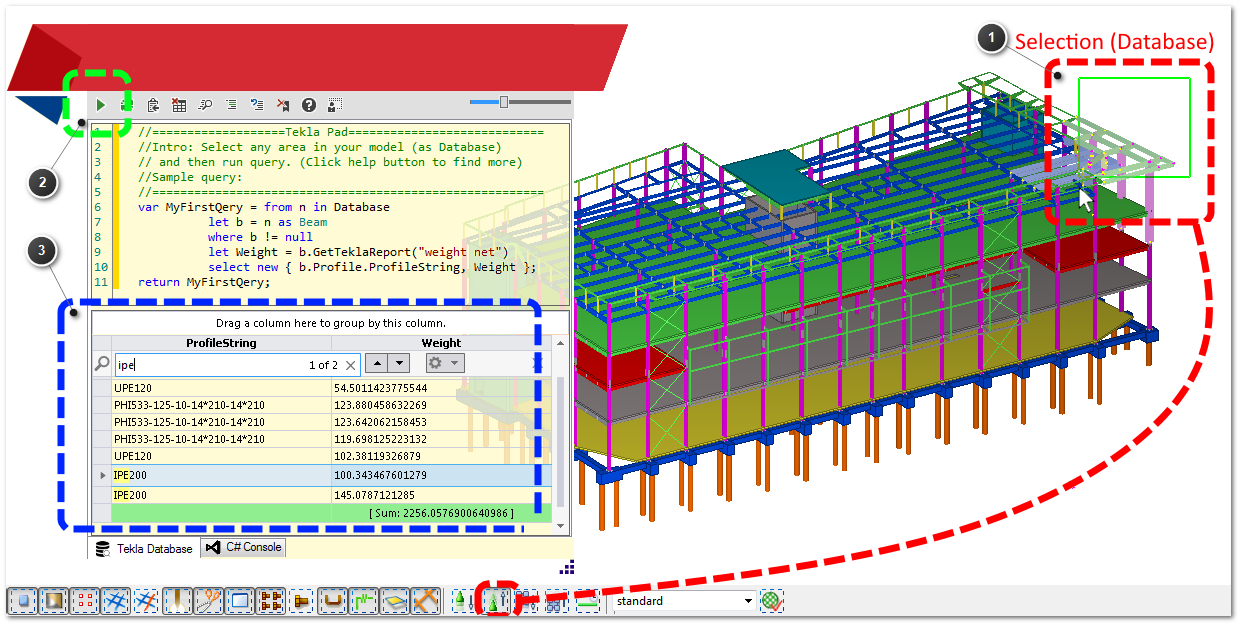 1
Selection (Database)
2
3
1 //===================Tekla Pad============================
2 //Intro: Select any area in your model (as Database)
3 // and then run query. (Click help button to find more)
4 //Sample query:
5 //========================================================
6 var MyFirstQery = from n in Database
7 let b = n as Beam
8 where b != null
9 let Weight = b.GetTeklaReport("weight net")
10 select new { b.Profile.ProfileString, Weight };
11 return MyFirstQery;
Drag a column here to group by this column.
ProfileString Weight
ipe 1 of 2
UPE120 54.5011423775544
PHI533-125-10-14*210-14*210 123.880458632269
PHI533-125-10-14*210-14*210 123.642062158453
PHI533-125-10-14*210-14*210 119.698125223132
UPE120 102.38119326879
IPE200 100.343467601279
IPE200 145.0787121285
[ Sum: 2256.0576900640986 ]
Tekla Database C# Console
standard